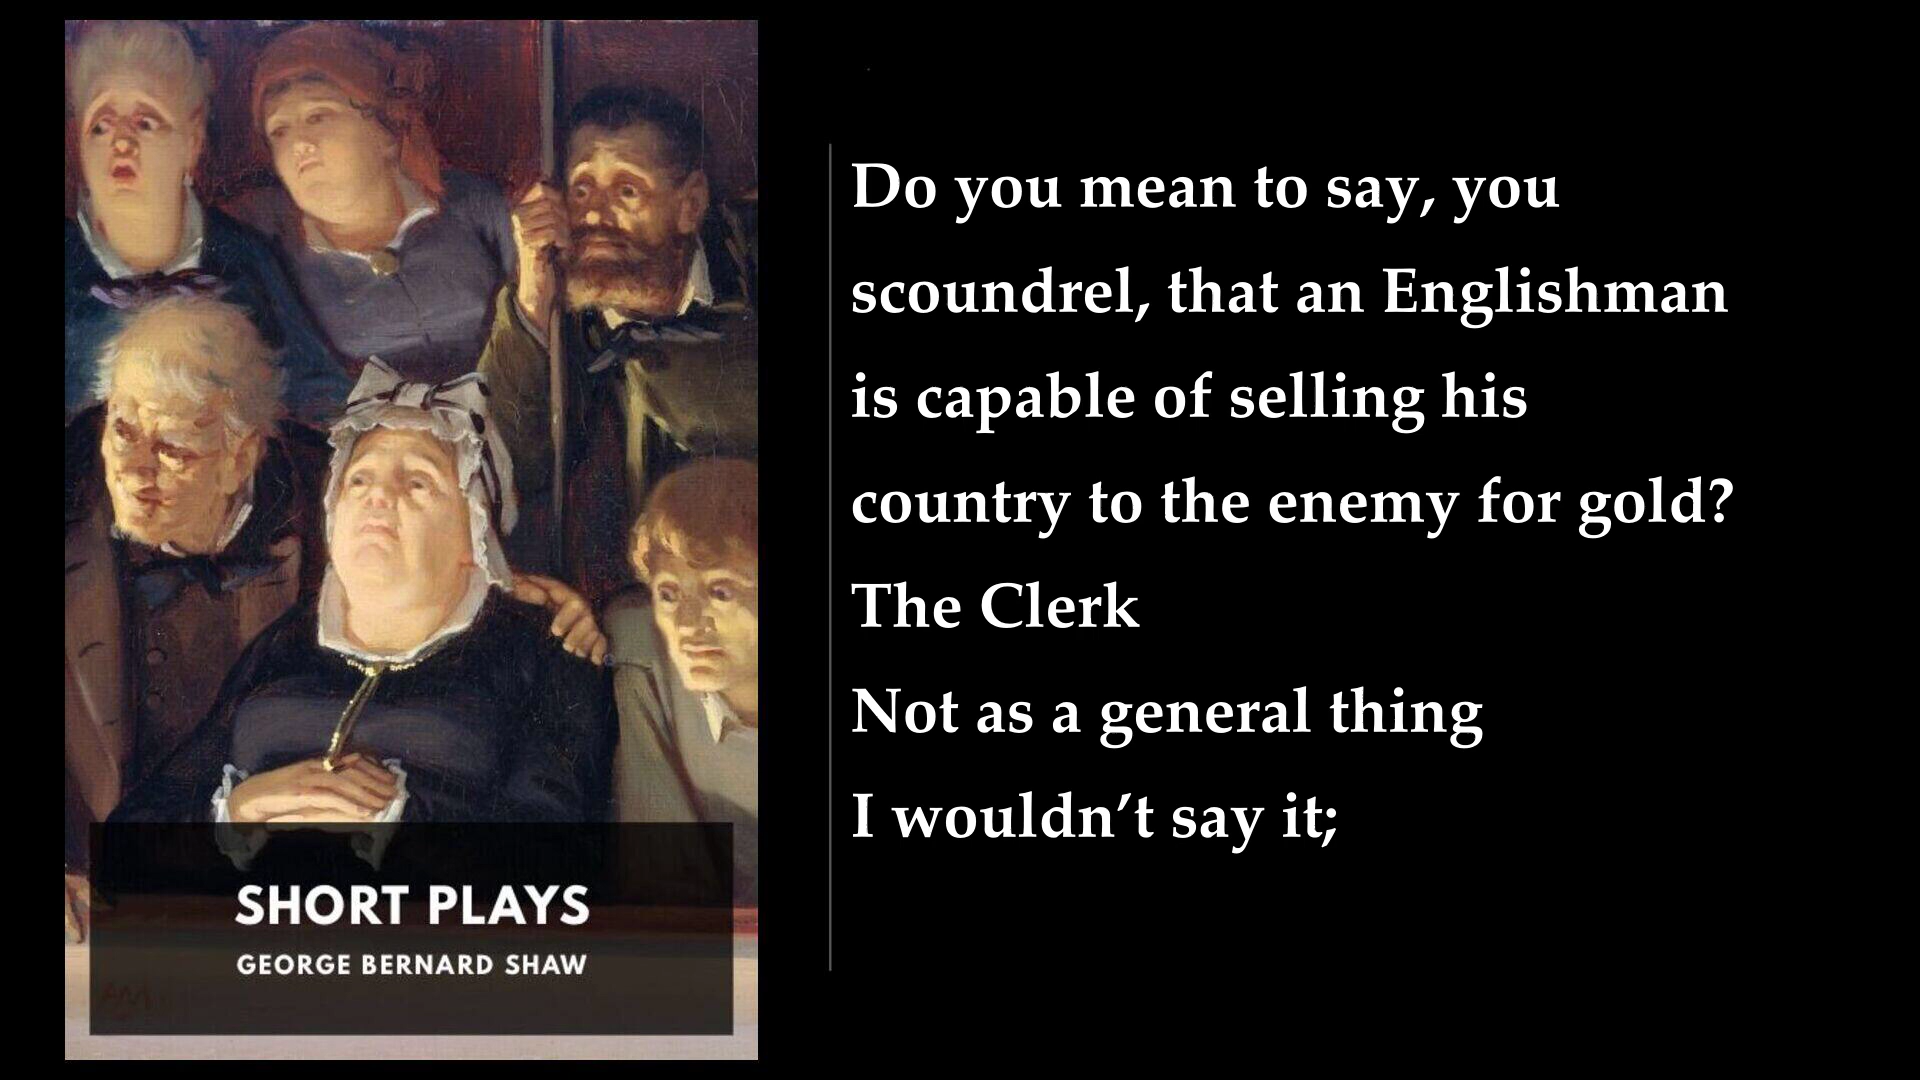 Do you mean to say, you
scoundrel, that an Englishman
is capable of selling his
country to the enemy for gold?
The Clerk
Not as a general thing
I wouldn’t say it;
SHORT PLAYS
GEORGE BERNARD SHAW